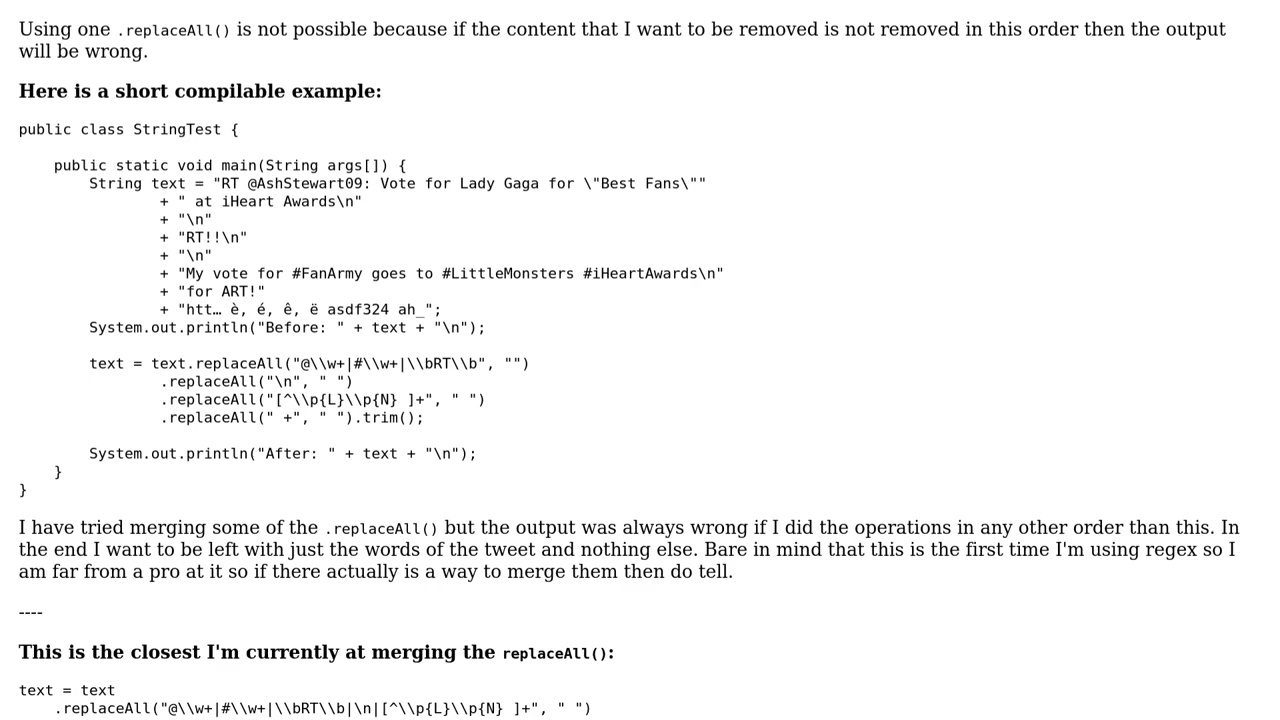 Using one .replaceAll() is not possible because if the content that I want to be removed is not removed in this order then the output
will be wrong.
Here is a short compilable example:
public class StringTest {
    public static void main(String args[]) {
        String text = "RT @AshStewart09: Vote for Lady Gaga for \"Best Fans\""
                + " at iHeart Awards\n"
                + "\n"
                + "RT!!\n"
                + "\n"
                + "My vote for #FanArmy goes to #LittleMonsters #iHeartAwards\n"
                + "for ART!"
                + "htt… è, é, ê, ë asdf324 ah_";
        System.out.println("Before: " + text + "\n");
        text = text.replaceAll("@\\w+|#\\w+|\\bRT\\b", "")
                .replaceAll("\n", " ")
                .replaceAll("[^\\p{L}\\p{N} ]+", " ")
                .replaceAll(" +", " ").trim();
        System.out.println("After: " + text + "\n");
    }
}
I have tried merging some of the .replaceAll() but the output was always wrong if I did the operations in any other order than this. In
the end I want to be left with just the words of the tweet and nothing else. Bare in mind that this is the first time I'm using regex so I
am far from a pro at it so if there actually is a way to merge them then do tell.
----
This is the closest I'm currently at merging the replaceAll():
text = text
    .replaceAll("@\\w+|#\\w+|\\bRT\\b|\n|[^\\p{L}\\p{N} ]+", " ")